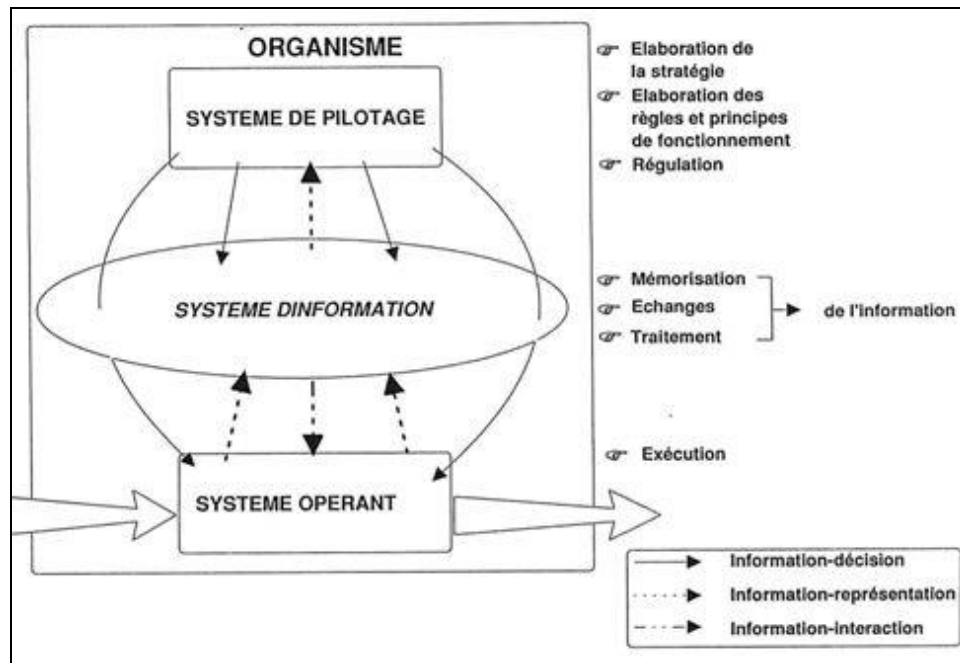 ORGANISME
SYSTEME DE PILOTAGE
☞ Elaboration de
la stratégie
☞ Elaboration des
règles et principes
de fonctionnement
☞ Régulation
SYSTEME DINFORMATION
☞ Mémorisation
☞ Echanges
☞ Traitement
de l'information
☞ Exécution
SYSTÈME OPERANT
Information-décision
Information-représentation
Information-interaction